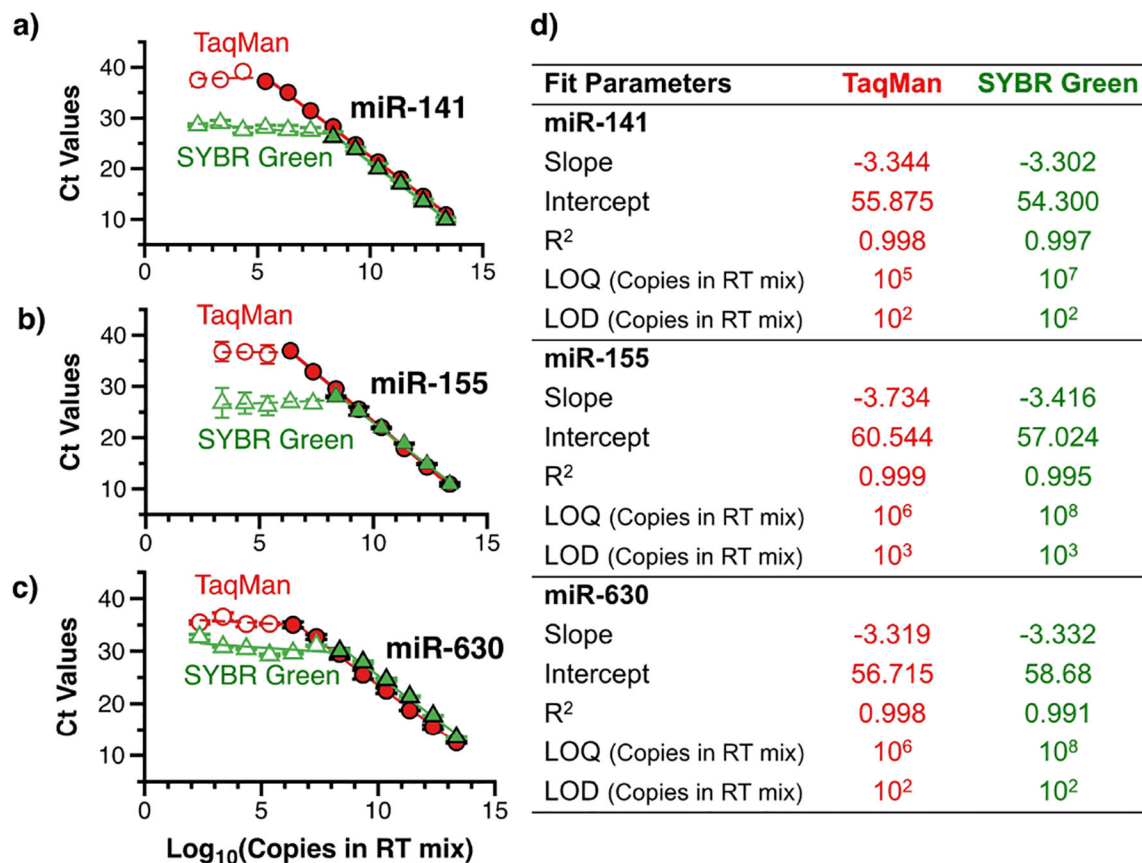 a)
TaqMan
40
30
20
10
Ct Values
miR-141
SYBR Green
0 5 10 15
b)
TaqMan
40
30
20
10
Ct Values
miR-155
SYBR Green
0 5 10 15
c)
TaqMan
40
30
20
10
Ct Values
miR-630
SYBR Green
0 5 10 15
Log₁₀(Copies in RT mix)
d)
Fit Parameters TaqMan SYBR Green
miR-141
Slope -3.344 -3.302
Intercept 55.875 54.300
R² 0.998 0.997
LOQ (Copies in RT mix) 10⁵ 10⁷
LOD (Copies in RT mix) 10² 10²
miR-155
Slope -3.734 -3.416
Intercept 60.544 57.024
R² 0.999 0.995
LOQ (Copies in RT mix) 10⁶ 10⁸
LOD (Copies in RT mix) 10³ 10³
miR-630
Slope -3.319 -3.332
Intercept 56.715 58.68
R² 0.998 0.991
LOQ (Copies in RT mix) 10⁶ 10⁸
LOD (Copies in RT mix) 10² 10²